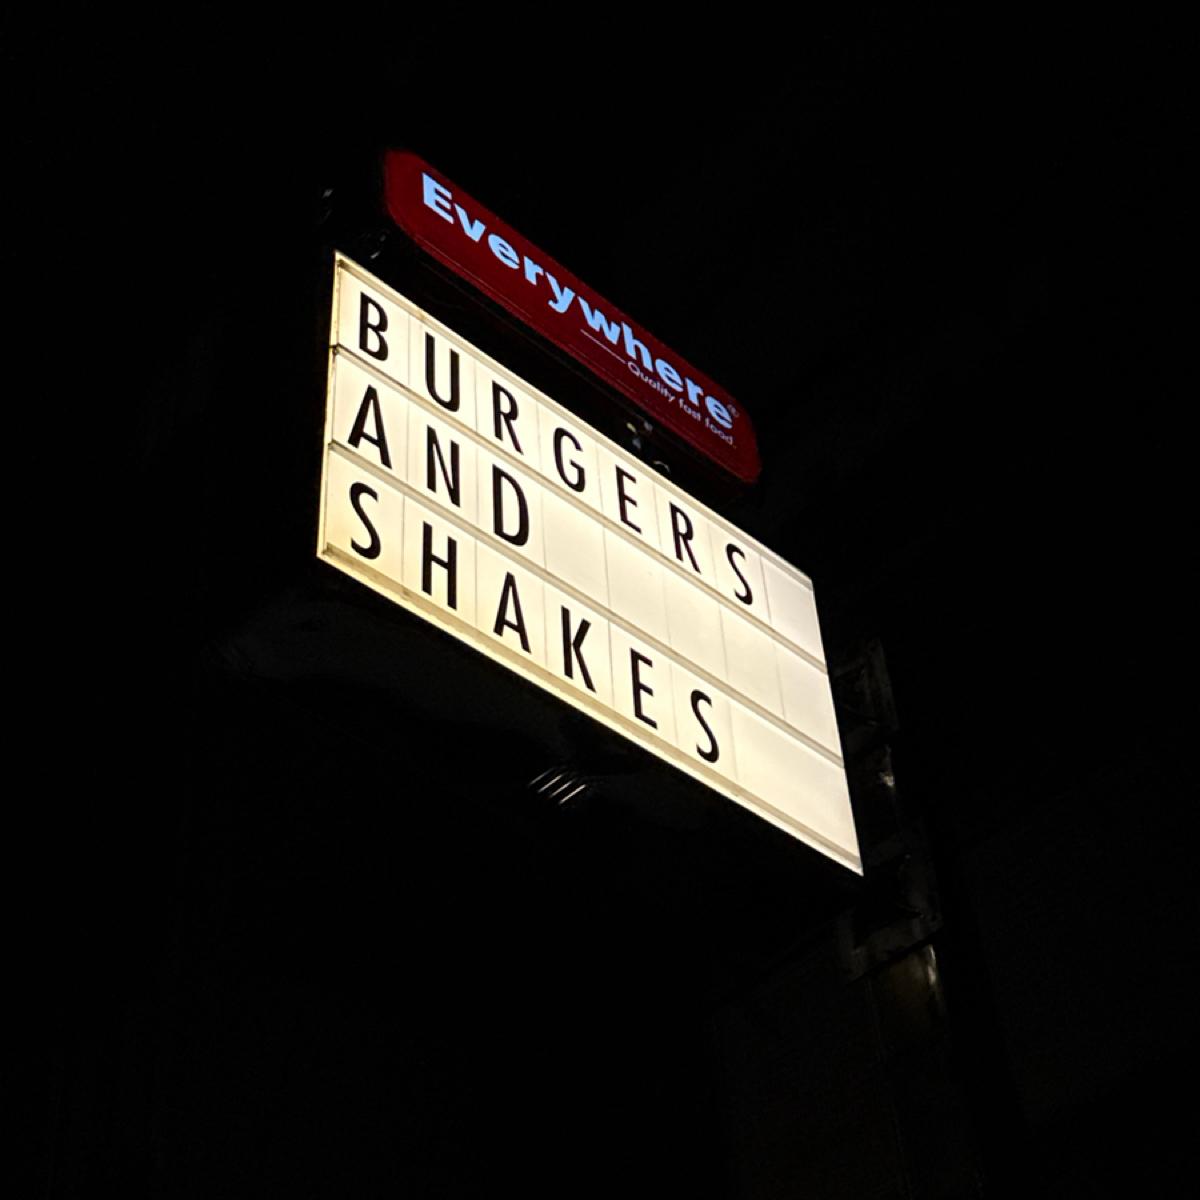 Everywhere®
Quality fast food.
BURGERS
AND
SHAKES